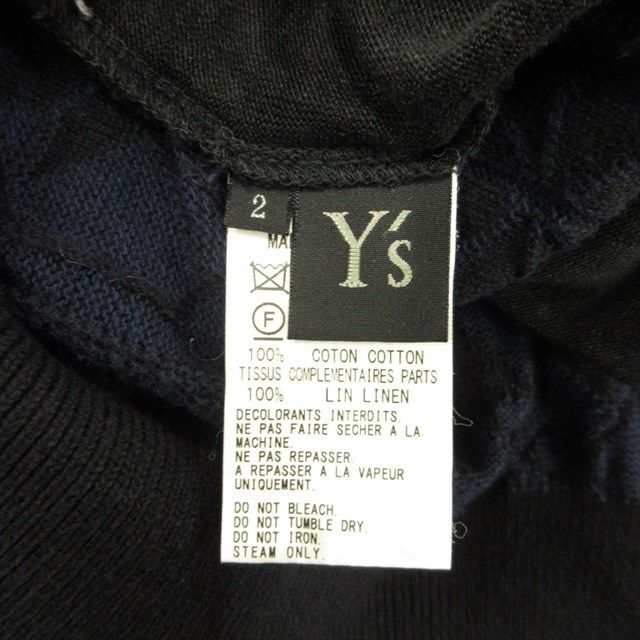 2
Y's
MA
F
100% COTON COTTON
TISSUS COMPLEMENTAIRES PARTS
100% LIN LINEN
DECOLORANTS INTERDITS.
NE PAS FAIRE SECHER A LA
MACHINE.
NE PAS REPASSER.
A REPASSER A LA VAPEUR
UNIQUEMENT.
DO NOT BLEACH.
DO NOT TUMBLE DRY.
DO NOT IRON.
STEAM ONLY.